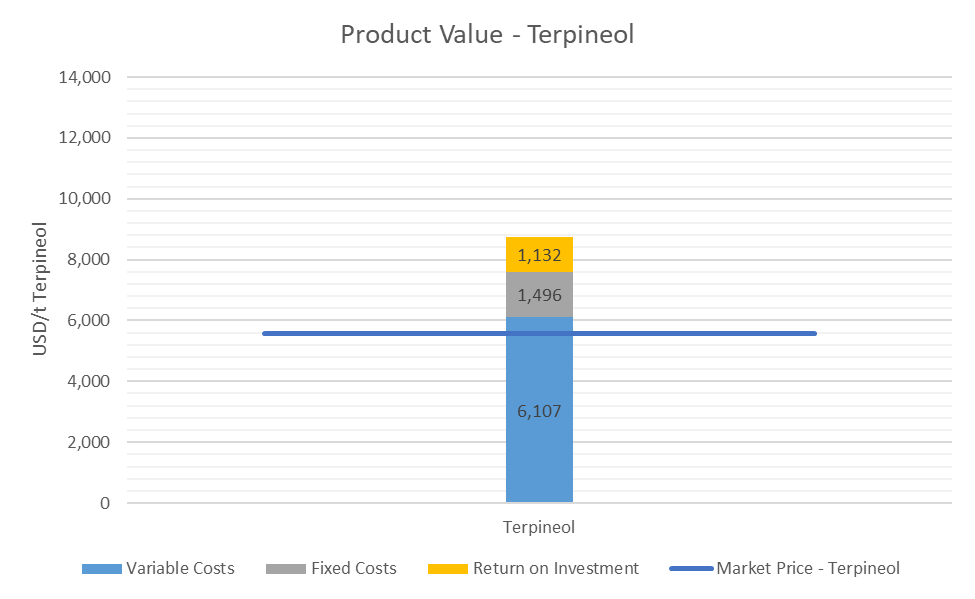 Product Value - Terpineol
14,000
12,000
10,000
8,000
6,000
4,000
2,000
0
USD/t Terpineol
1,132
1,496
6,107
Terpineol
Variable Costs
Fixed Costs
Return on Investment
Market Price - Terpineol